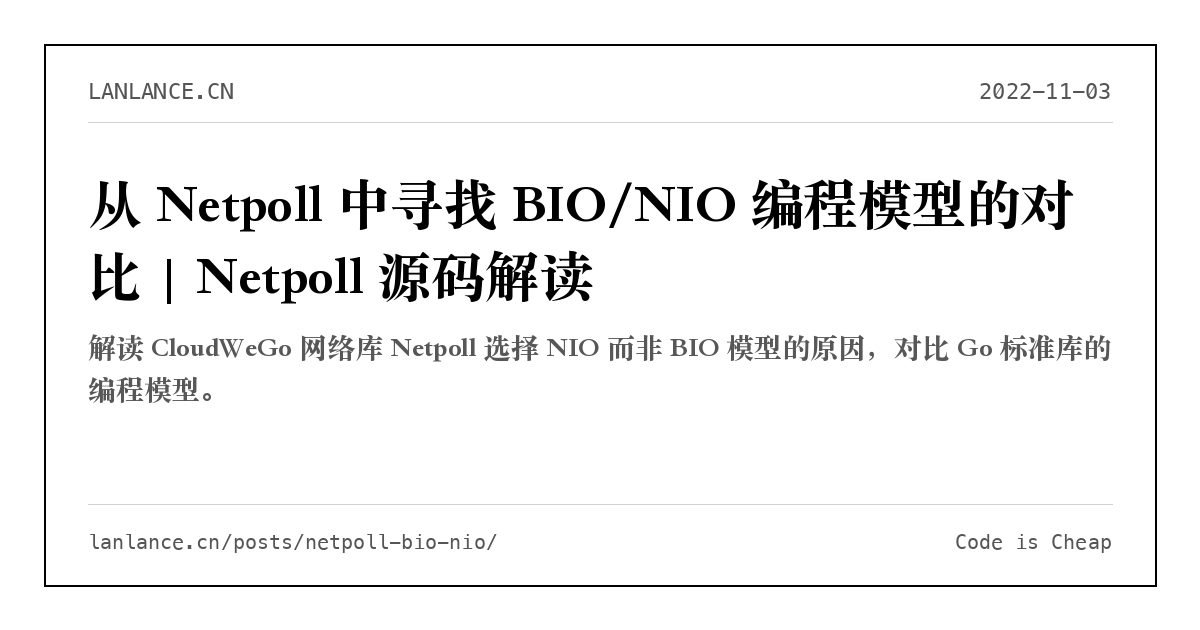 LANLANCE.CN
2022-11-03
从 Netpoll 中寻找 BIO/NIO 编程模型的对
比 | Netpoll 源码解读
解读 CloudWeGo 网络库 Netpoll 选择 NIO 而非 BIO 模型的原因，对比 Go 标准库的
编程模型。
lanlance.cn/posts/netpoll-bio-nio/
Code is Cheap